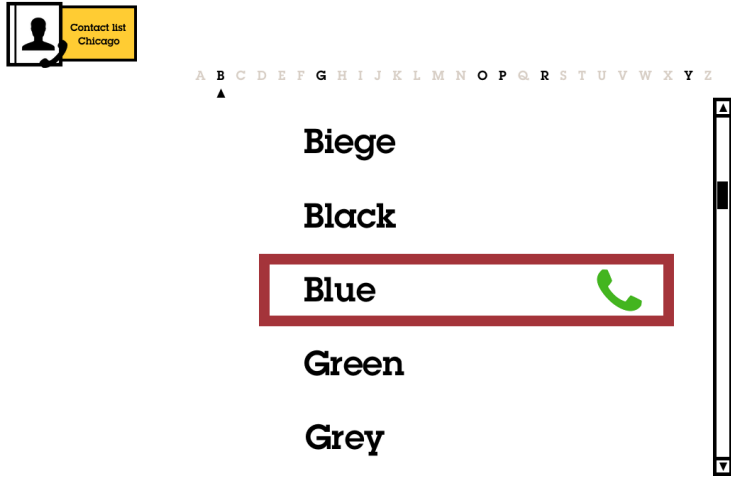 Contact list
Chicago
A B C D E F G H I J K L M N O P Q R S T U V W X Y Z
Biege
Black
Blue
Green
Grey